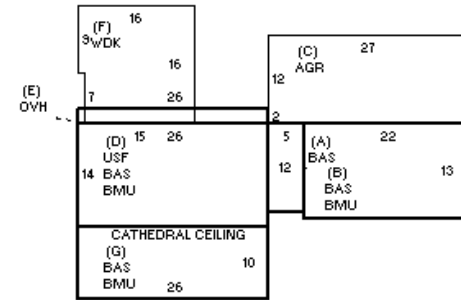 16
(F)
9 WDK
16
(C)
AGR
27
12
(E)
OVH
7
26
2
(D)
15
26
USF
BAS
BMU
14
5
12
(A)
BAS
22
(B)
BAS
BMU
13
CATHEDRAL CEILING
(G)
BAS
BMU
10
26